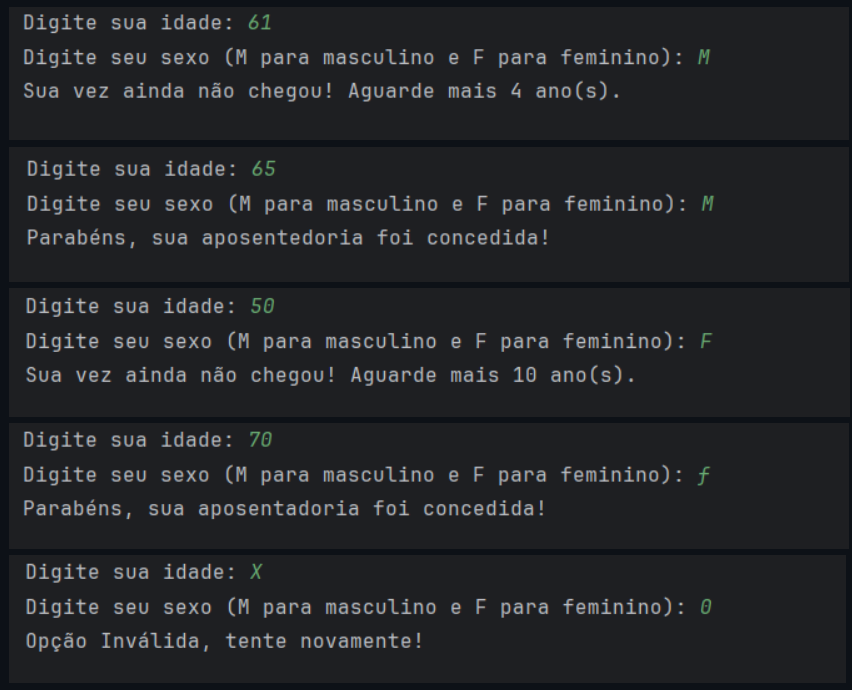 Digite sua idade: 61
Digite seu sexo (M para masculino e F para feminino): M
Sua vez ainda não chegou! Aguarde mais 4 ano(s).
Digite sua idade: 65
Digite seu sexo (M para masculino e F para feminino): M
Parabéns, sua aposentedoria foi concedida!
Digite sua idade: 50
Digite seu sexo (M para masculino e F para feminino): F
Sua vez ainda não chegou! Aguarde mais 10 ano(s).
Digite sua idade: 70
Digite seu sexo (M para masculino e F para feminino): f
Parabéns, sua aposentadoria foi concedida!
Digite sua idade: X
Digite seu sexo (M para masculino e F para feminino): 0
Opção Inválida, tente novamente!